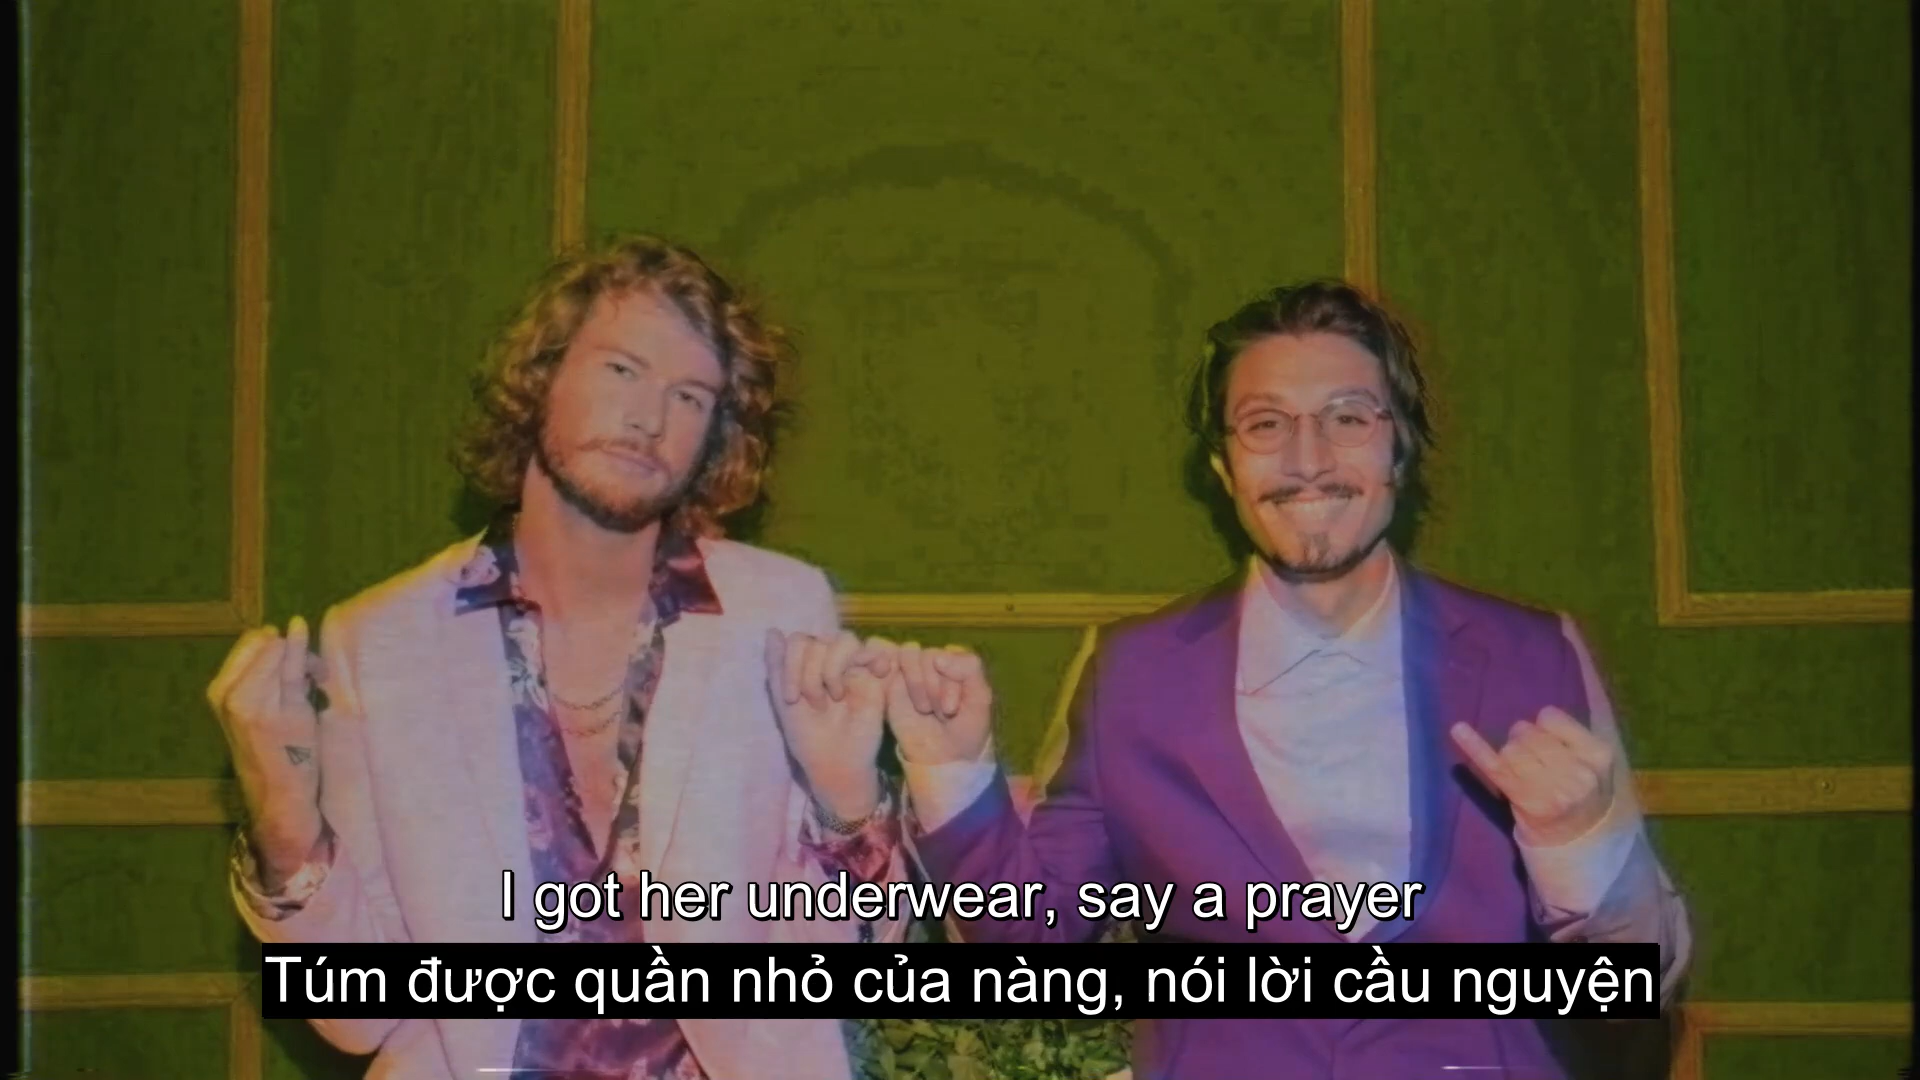 I got her underwear, say a prayer
Túm được quần nhỏ của nàng, nói lời cầu nguyện